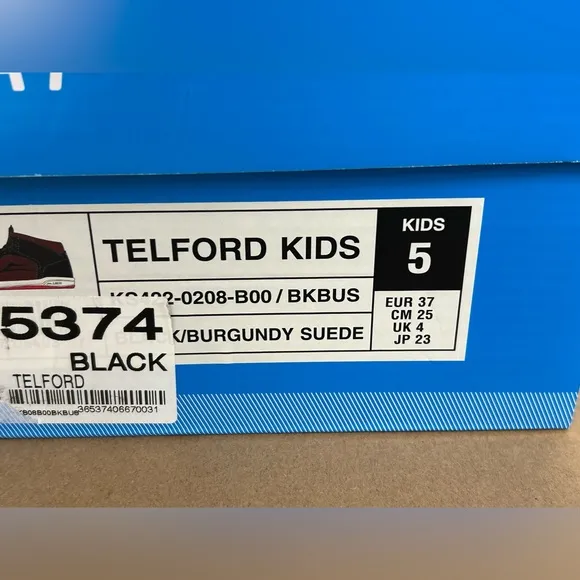 TELFORD KIDS
-0208-B00 / BKBUS
/BURGUNDY SUEDE
KIDS
5
EUR 37
CM 25
UK 4
JP 23
5374
BLACK
TELFORD
36537406670031